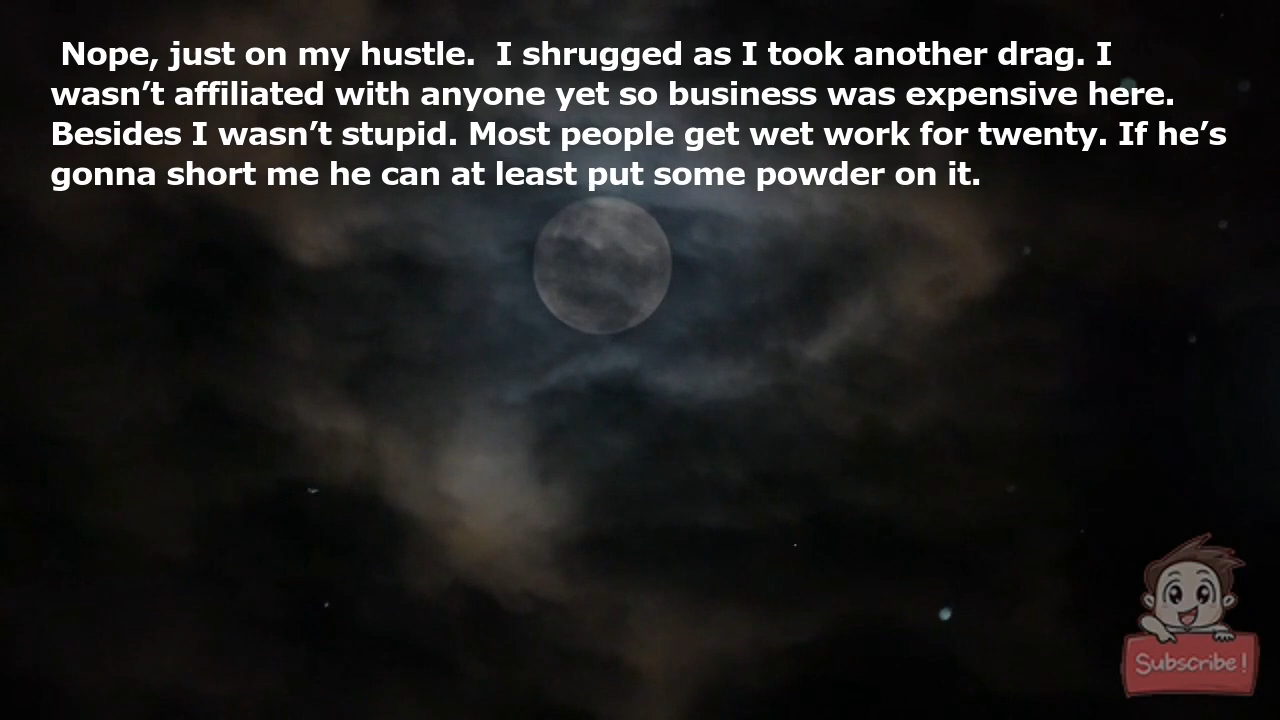 Nope, just on my hustle.  I shrugged as I took another drag. I
wasn’t affiliated with anyone yet so business was expensive here.
Besides I wasn’t stupid. Most people get wet work for twenty. If he’s
gonna short me he can at least put some powder on it.
Subscribe!